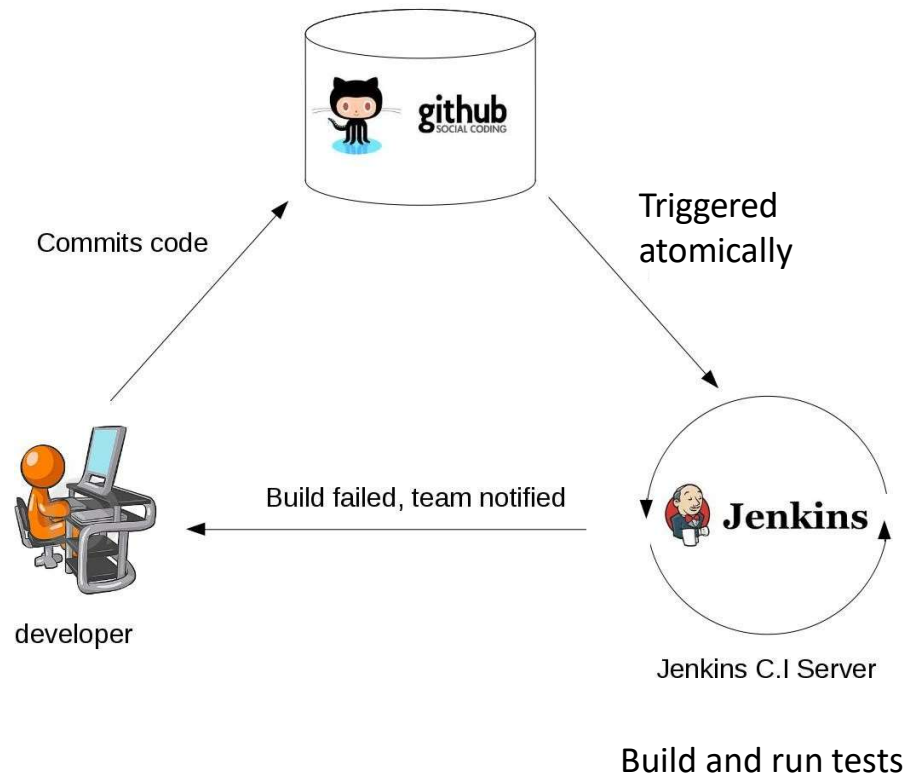 github
SOCIAL CODING
Triggered
atomically
Commits code
Build failed, team notified
Jenkins
developer
Jenkins C.I Server
Build and run tests